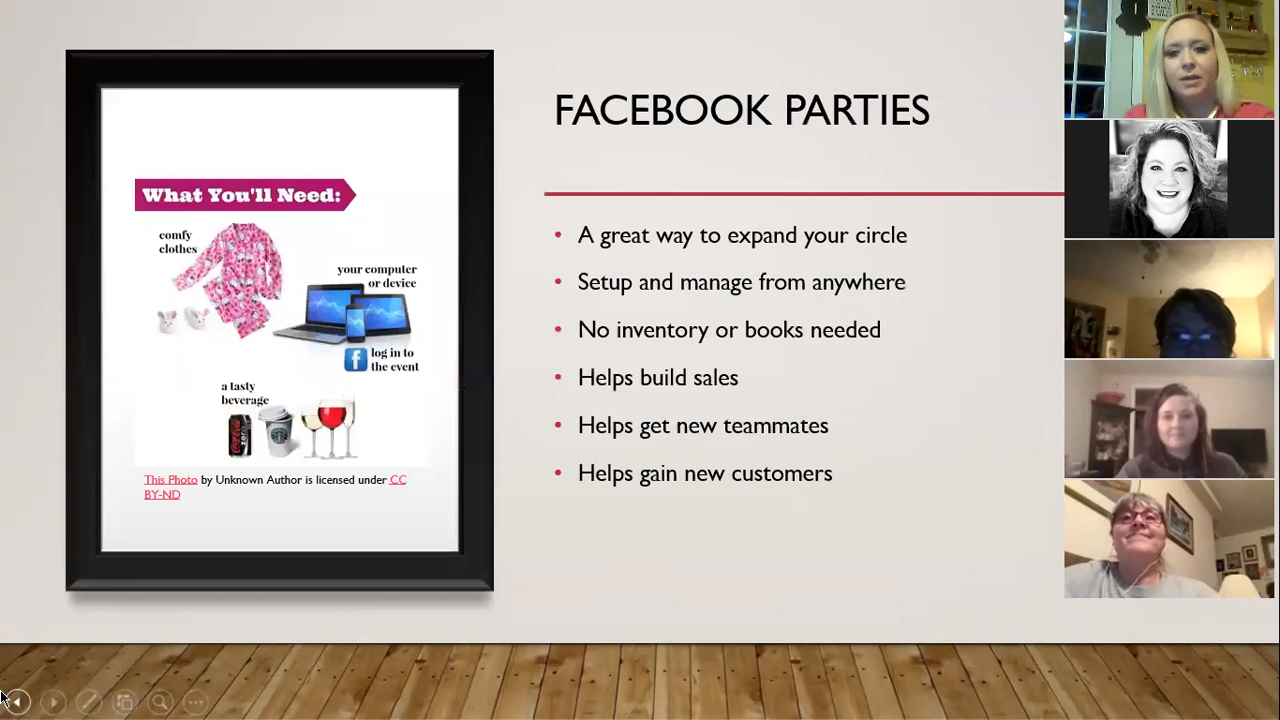 What You'll Need:
comfy
clothes
your computer
or device
f
log in to
the event
a tasty
beverage
This Photo by Unknown Author is licensed under CC
BY-ND
FACEBOOK PARTIES
• A great way to expand your circle
• Setup and manage from anywhere
• No inventory or books needed
• Helps build sales
• Helps get new teammates
• Helps gain new customers